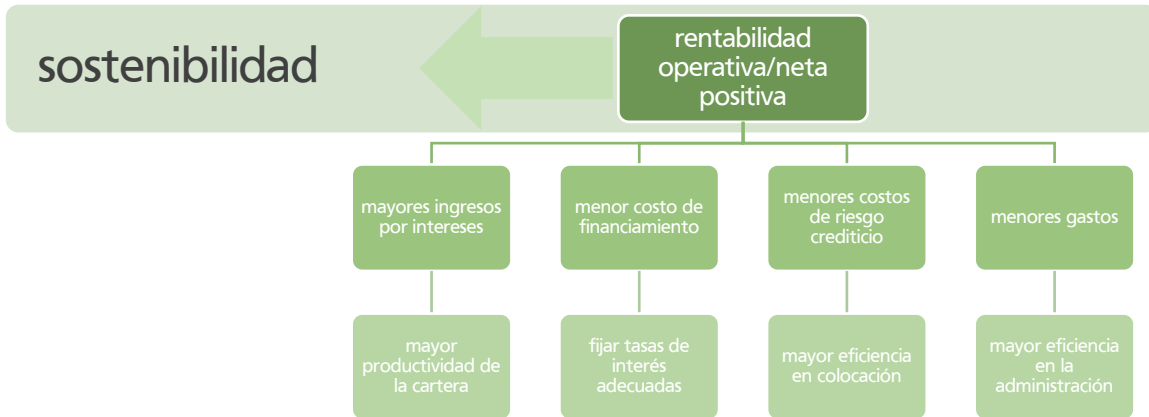 sostenibilidad
rentabilidad
operativa/neta
positiva
mayores ingresos
por intereses
menor costo de
financiamiento
menores costos
de riesgo
crediticio
menores gastos
mayor
productividad de
la cartera
fijar tasas de
interés
adecuadas
mayor eficiencia
en colocación
mayor eficiencia
en la
administración